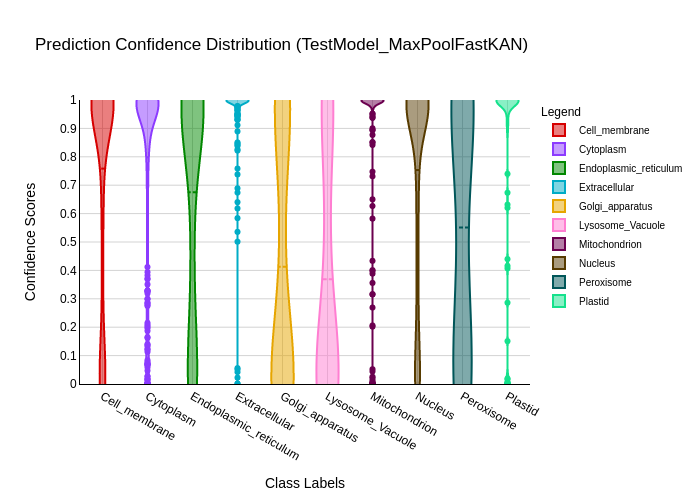 Prediction Confidence Distribution (TestModel_MaxPoolFastKAN)
Confidence Scores
1
0.9
0.8
0.7
0.6
0.5
0.4
0.3
0.2
0.1
0
Cell_membrane
Cytoplasm
Endoplasmic_reticulum
Extracellular
Golgi_apparatus
Lysosome_Vacuole
Mitochondrion
Nucleus
Peroxisome
Plastid
Class Labels
Legend
Cell_membrane
Cytoplasm
Endoplasmic_reticulum
Extracellular
Golgi_apparatus
Lysosome_Vacuole
Mitochondrion
Nucleus
Peroxisome
Plastid